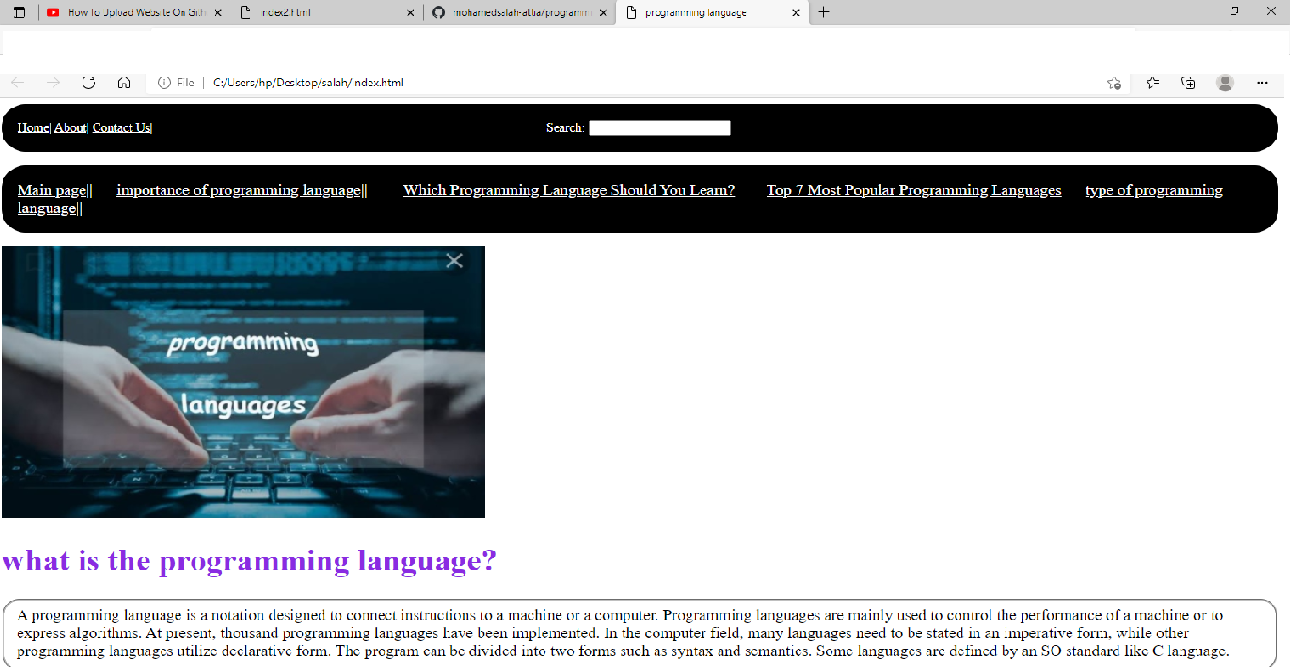 How To Upload Website On Gith
index2.html
mohamedsalah-attia/programmi
programming language
File | C:/Users/hp/Desktop/salah/index.html
Home| About| Contact Us|
Search:
Main page|| importance of programming language|| Which Programming Language Should You Learn? Top 7 Most Popular Programming Languages type of programming
language||
programming
languages
what is the programming language?
A programming language is a notation designed to connect instructions to a machine or a computer. Programming languages are mainly used to control the performance of a machine or to
express algorithms. At present, thousand programming languages have been implemented. In the computer field, many languages need to be stated in an imperative form, while other
programming languages utilize declarative form. The program can be divided into two forms such as syntax and semantics. Some languages are defined by an SO standard like C language.